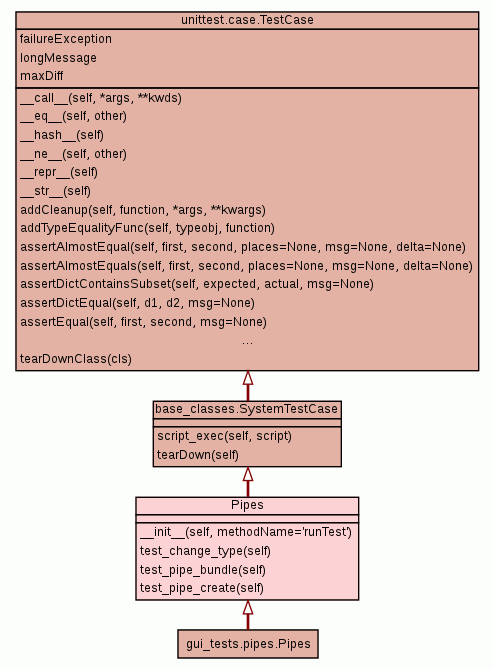 unittest.case.TestCase
failureException
longMessage
maxDiff
__call__(self, *args, **kwds)
__eq__(self, other)
__hash__(self)
__ne__(self, other)
__repr__(self)
__str__(self)
addCleanup(self, function, *args, **kwargs)
addTypeEqualityFunc(self, typeobj, function)
assertAlmostEqual(self, first, second, places=None, msg=None, delta=None)
assertAlmostEquals(self, first, second, places=None, msg=None, delta=None)
assertDictContainsSubset(self, expected, actual, msg=None)
assertDictEqual(self, d1, d2, msg=None)
assertEqual(self, first, second, msg=None)
...
tearDownClass(cls)
base_classes.SystemTestCase
script_exec(self, script)
tearDown(self)
Pipes
__init__(self, methodName='runTest')
test_change_type(self)
test_pipe_bundle(self)
test_pipe_create(self)
gui_tests.pipes.Pipes